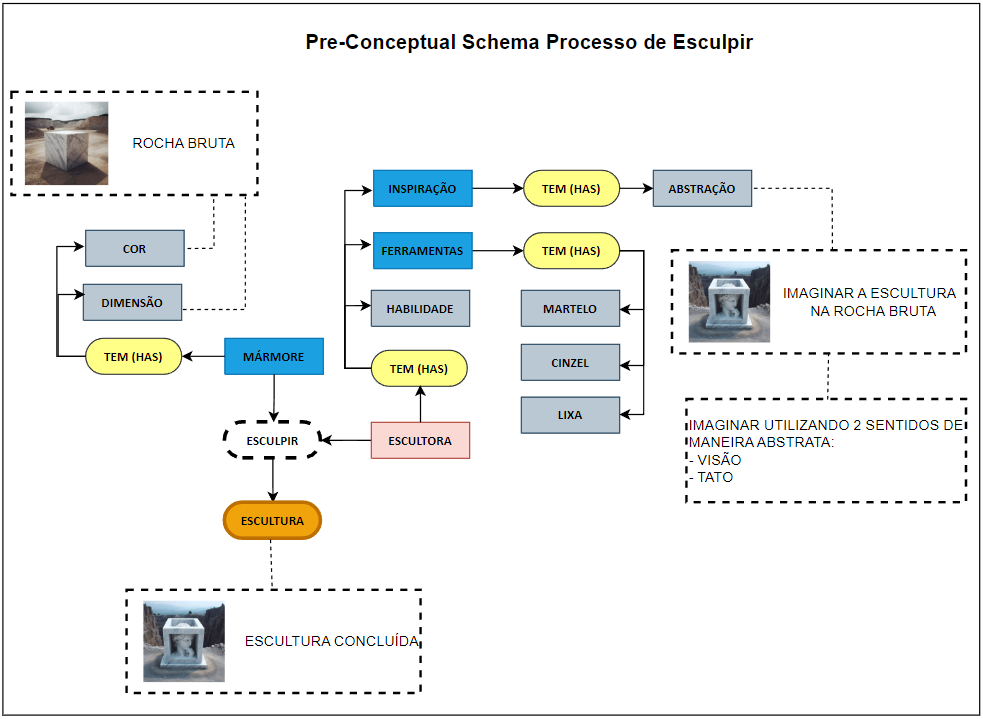 Pre-Conceptual Schema Processo de Esculpir
ROCHA BRUTA
INSPIRAÇÃO
TEM (HAS)
ABSTRAÇÃO
COR
FERRAMENTAS
TEM (HAS)
DIMENSÃO
HABILIDADE
MARTELO
IMAGINAR A ESCULTURA
NA ROCHA BRUTA
TEM (HAS)
MÁRMORE
TEM (HAS)
CINZEL
LIXA
ESCULPIR
ESCULTORA
IMAGINAR UTILIZANDO 2 SENTIDOS DE
MANEIRA ABSTRATA:
- VISÃO
- TATO
ESCULTURA
ESCULTURA CONCLUÍDA